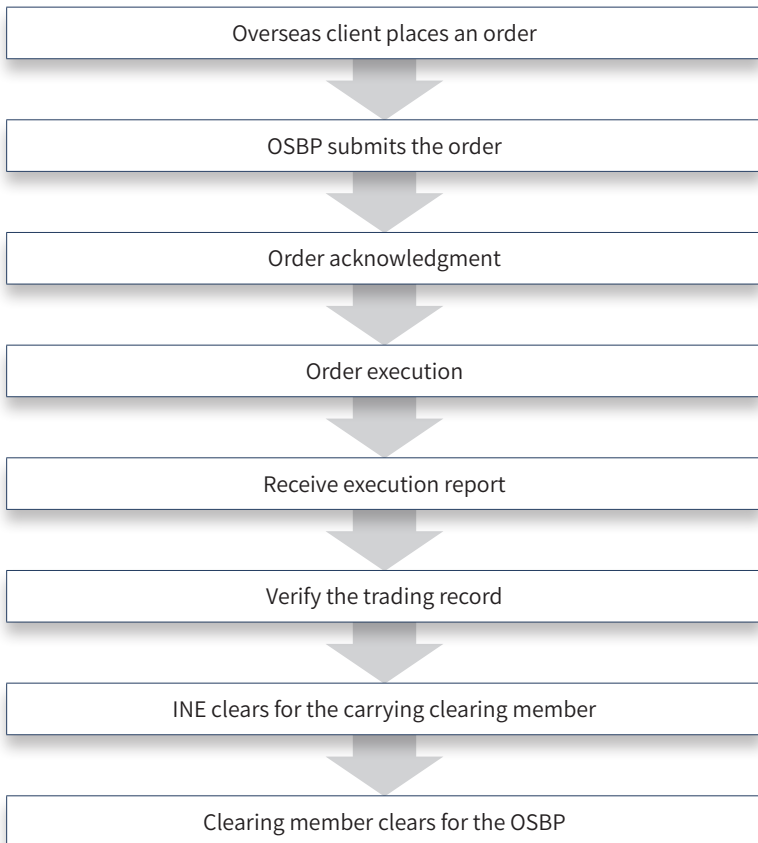 Overseas client places an order
OSBP submits the order
Order acknowledgment
Order execution
Receive execution report
Verify the trading record
INE clears for the carrying clearing member
Clearing member clears for the OSBP